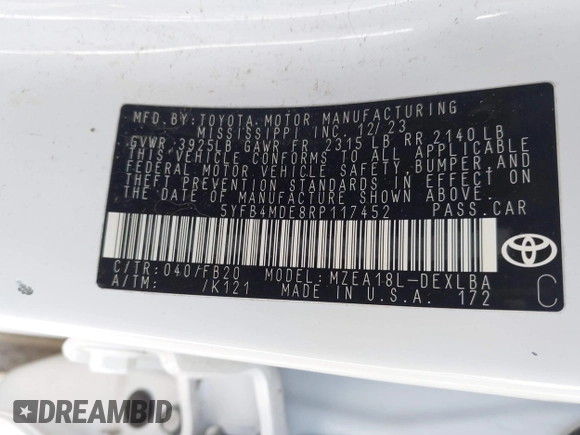 MFD. BY: TOYOTA MOTOR MANUFACTURING
MISSISSIPPI INC. 12/23
GVWR 3925LB GAWR FR 2315 LB RR 2140 LB
THIS VEHICLE CONFORMS TO ALL APPLICABLE
FEDERAL MOTOR VEHICLE SAFETY, BUMPER, AND
THEFT PREVENTION STANDARDS IN EFFECT ON
THE DATE OF MANUFACTURE SHOWN ABOVE.
5YFB4MDE8RP117452 PASS. CAR
C/TR: 040/FB20 MODEL: MZEA18L-DEXLBA
A/TM: /K121 MADE IN U.S.A. 172
C
DREAMBID